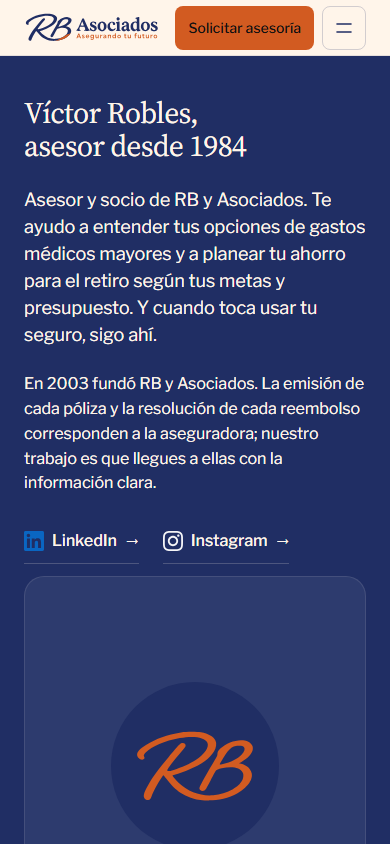 RB Asociados
Asegurando tu futuro
Solicitar asesoría
Víctor Robles,
asesor desde 1984
Asesor y socio de RB y Asociados. Te
ayudo a entender tus opciones de gastos
médicos mayores y a planear tu ahorro
para el retiro según tus metas y
presupuesto. Y cuando toca usar tu
seguro, sigo ahí.
En 2003 fundó RB y Asociados. La emisión de
cada póliza y la resolución de cada reembolso
corresponden a la aseguradora; nuestro
trabajo es que llegues a ellas con la
información clara.
in LinkedIn → Instagram →
RB